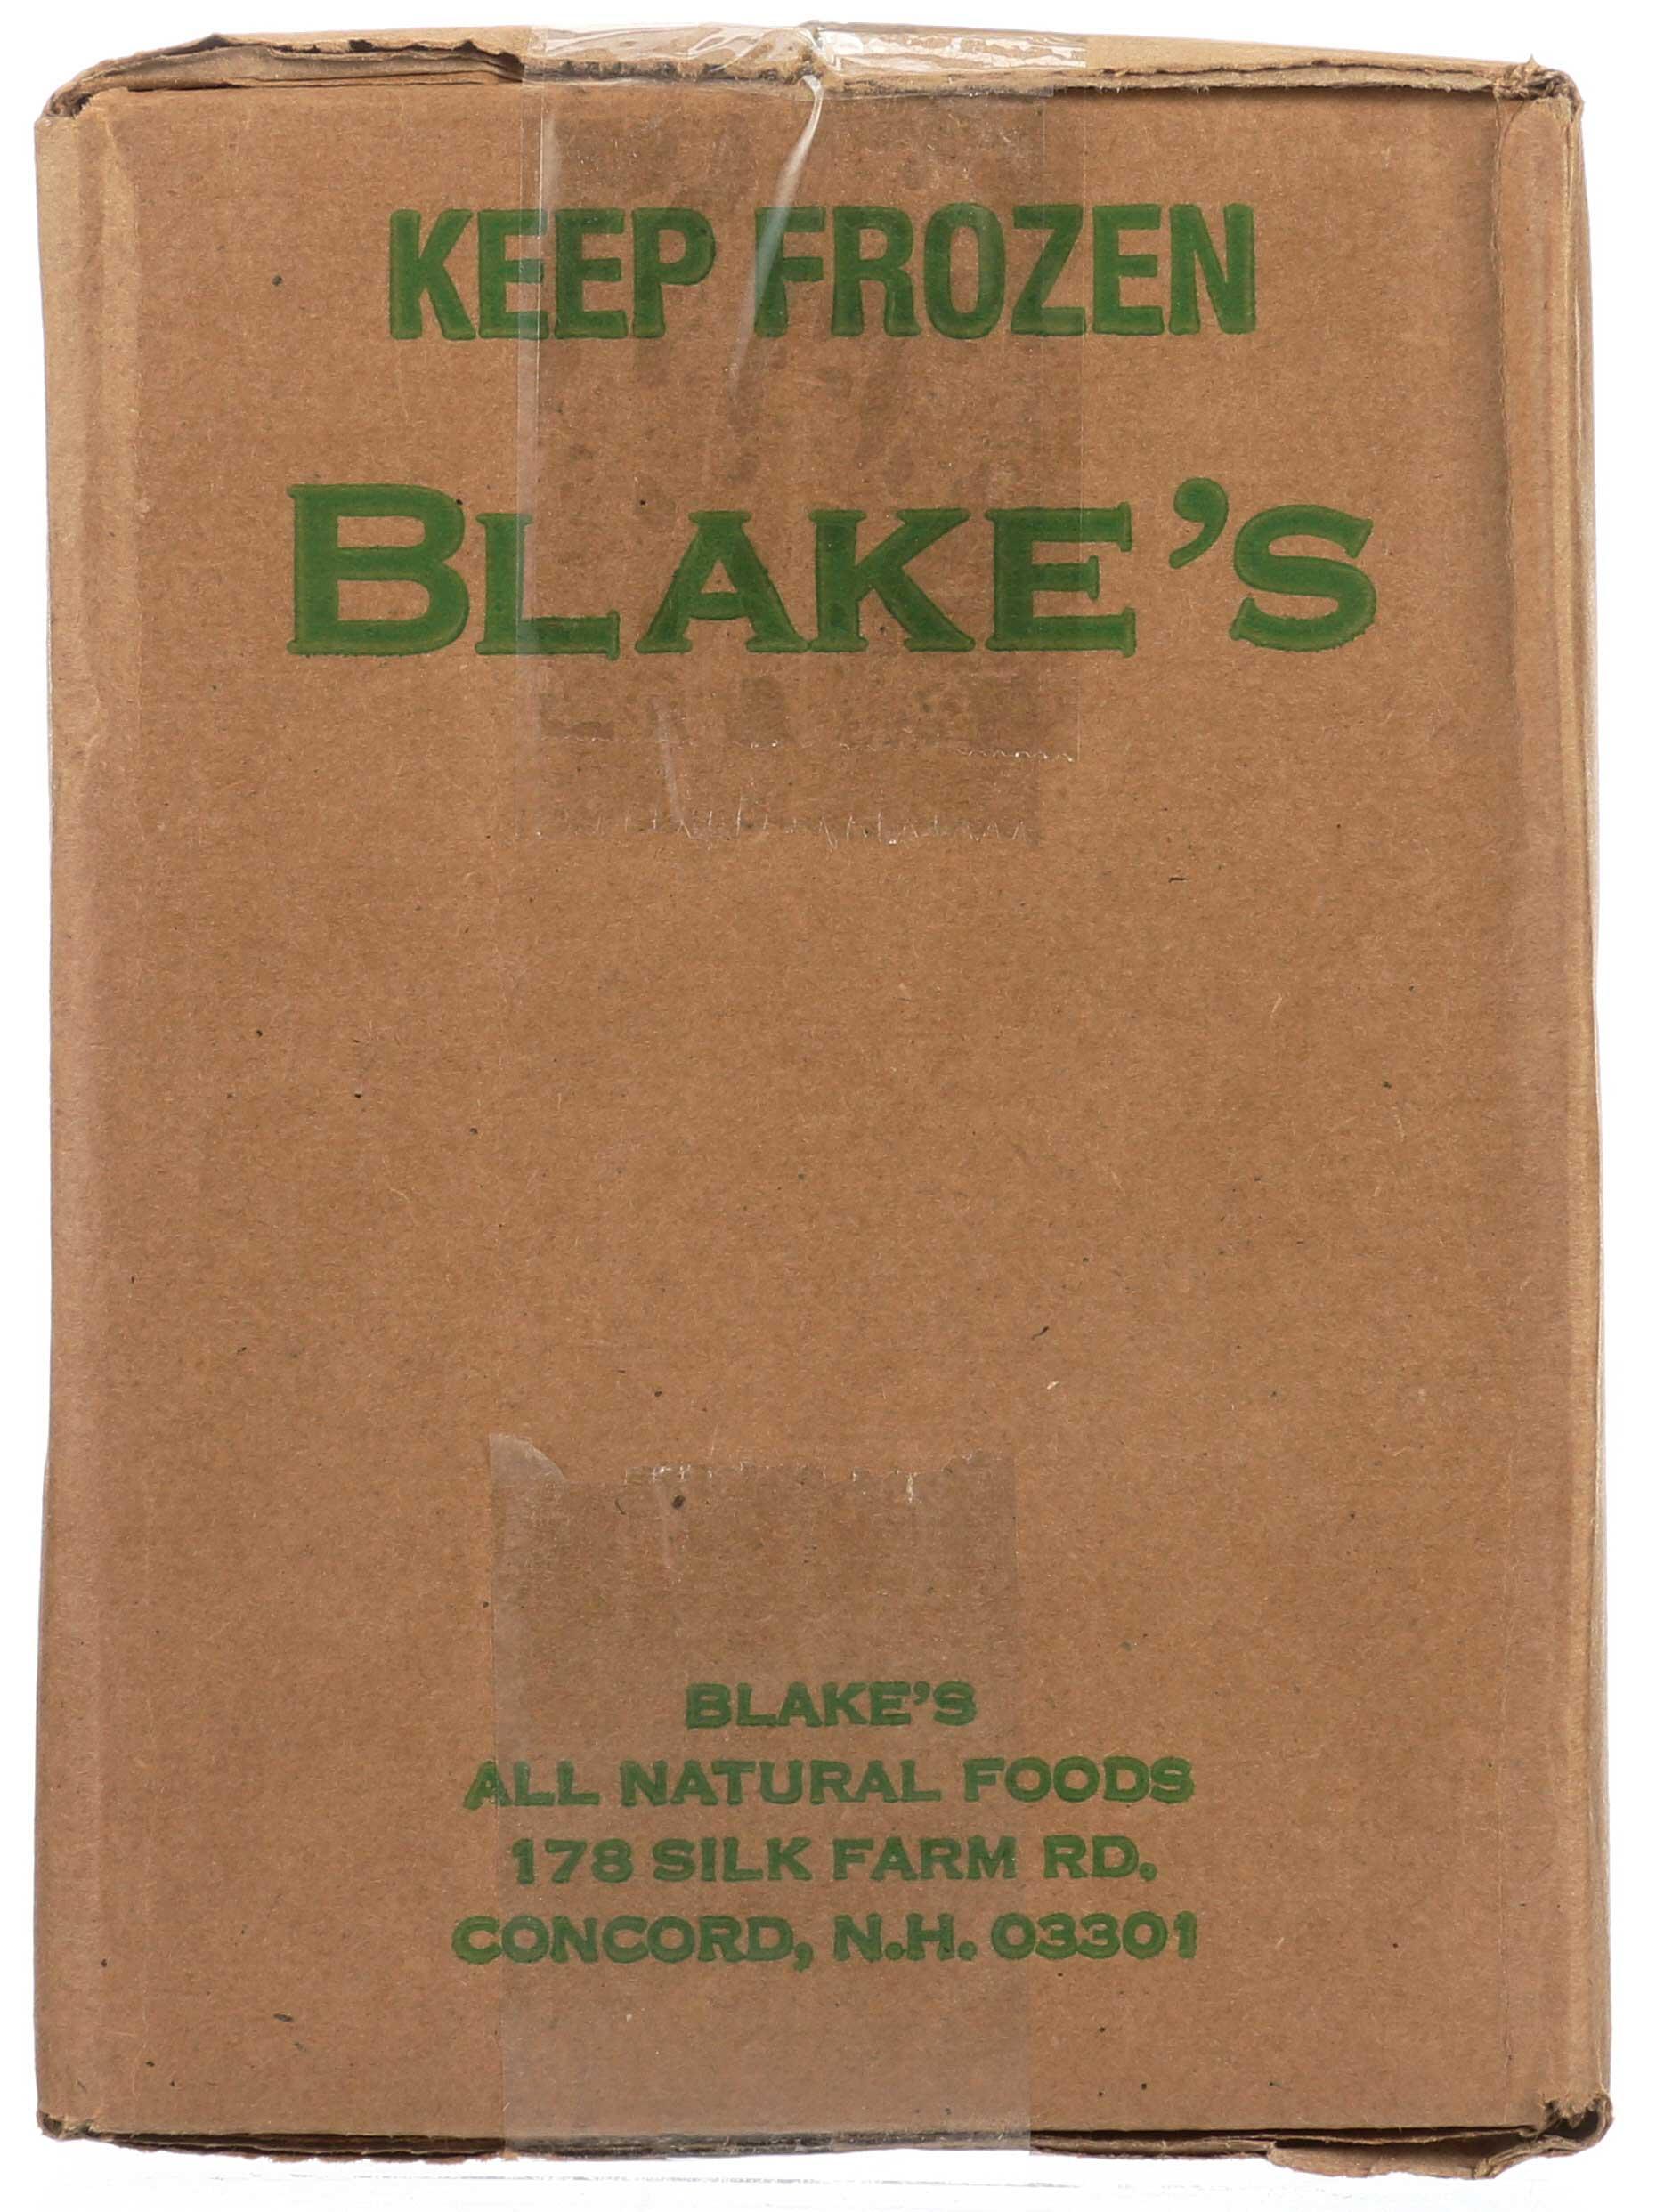 KEEP FROZEN
BLAKE'S
BLAKE'S
ALL NATURAL FOODS
178 SILK FARM RD.
CONCORD, N.H. 03301